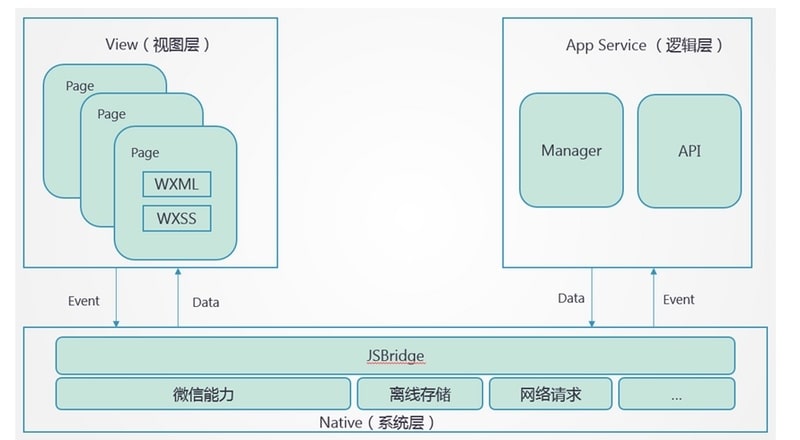 View（视图层）
Page
Page
Page
WXML
WXSS
App Service （逻辑层）
Manager
API
Event
Data
Data
Event
JSBridge
微信能力
离线存储
网络请求
...
Native（系统层）